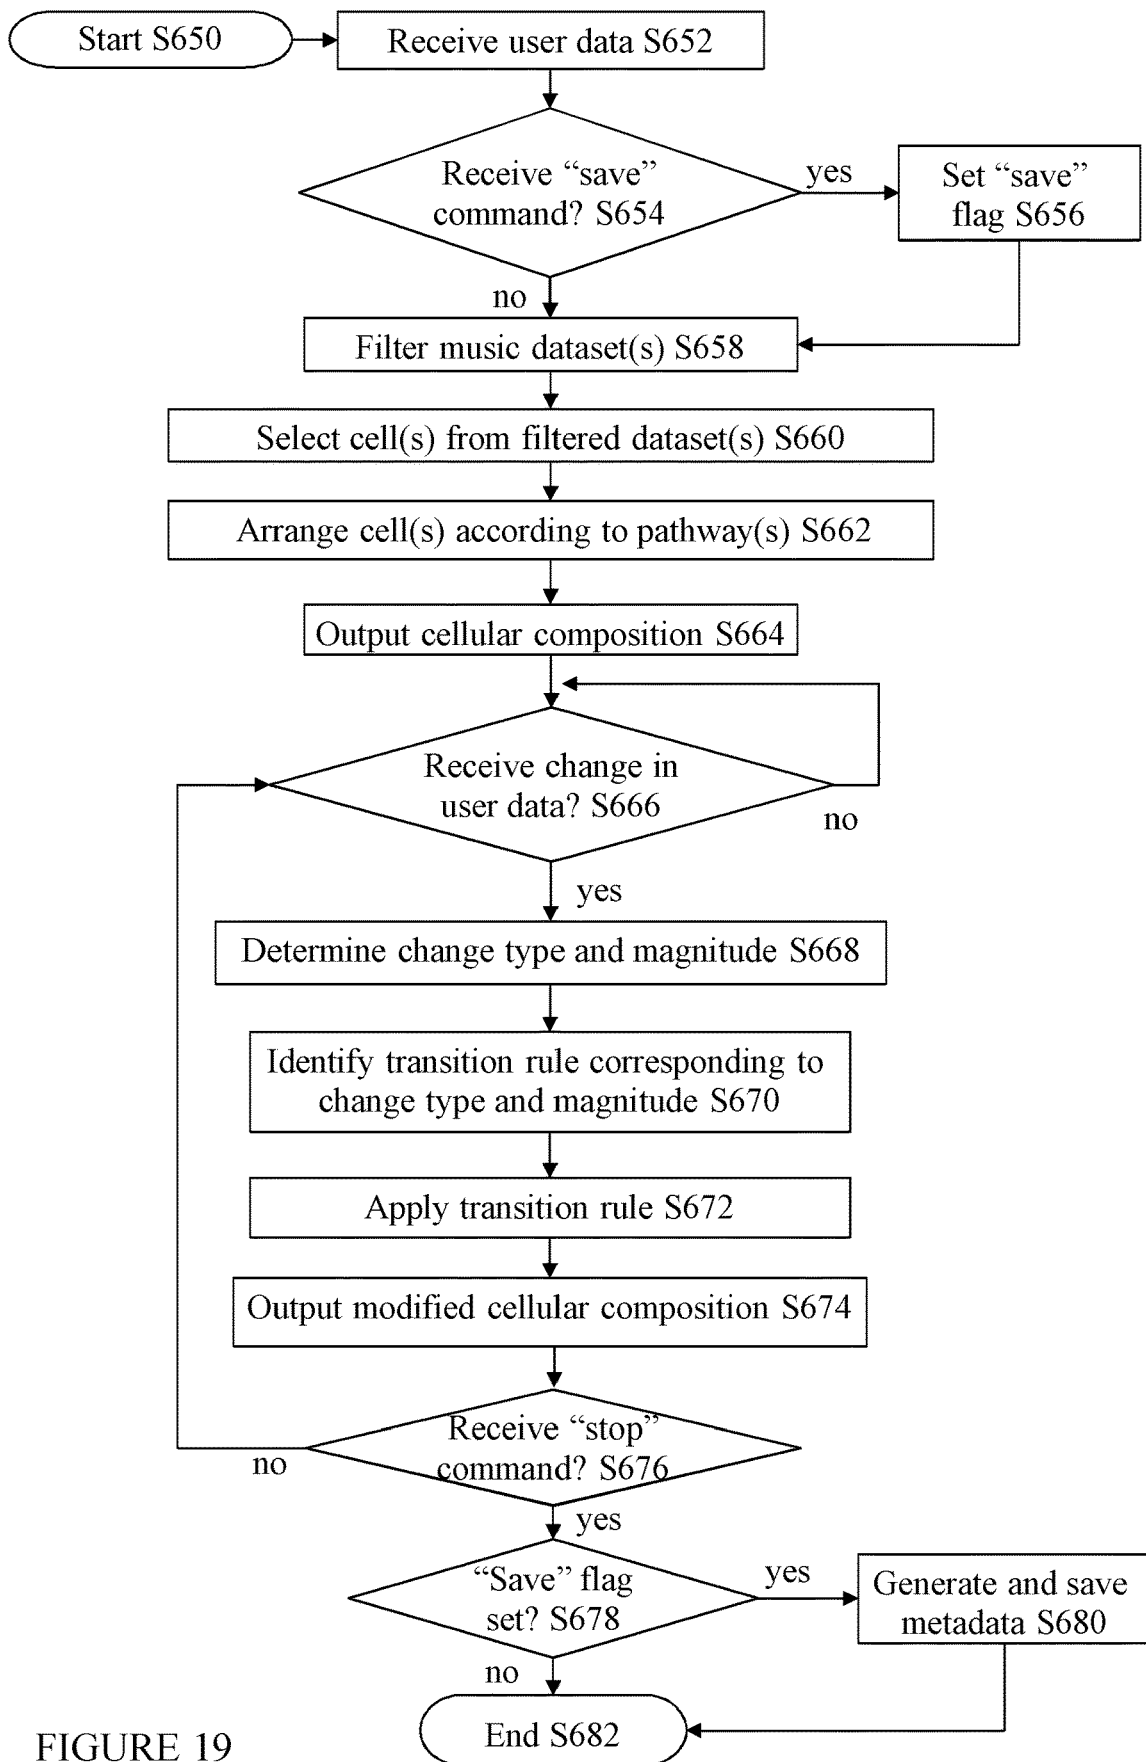 Start S650
Receive user data S652
Receive “save”
command? S654
yes
Set “save”
flag S656
no
Filter music dataset(s) S658
Select cell(s) from filtered dataset(s) S660
Arrange cell(s) according to pathway(s) S662
Output cellular composition S664
Receive change in
user data? S666
no
yes
Determine change type and magnitude S668
Identify transition rule corresponding to
change type and magnitude S670
Apply transition rule S672
Output modified cellular composition S674
Receive “stop”
command? S676
no
yes
“Save” flag
set? S678
yes
Generate and save
metadata S680
no
End S682
FIGURE 19